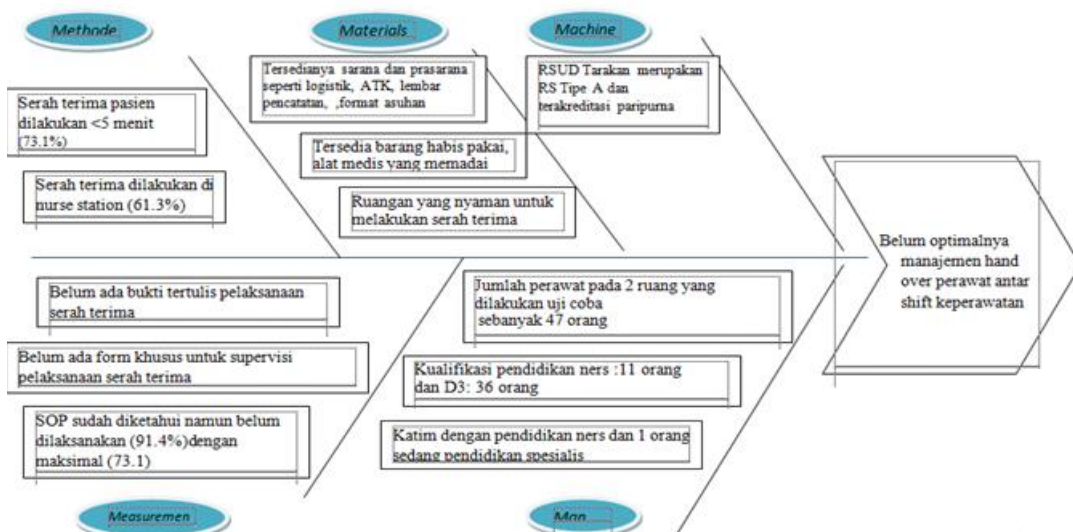 Methode
Materials
Machine
Serah terima pasien
dilakukan <5 menit
(73.1%)
Serah terima dilakukan di
nurse station (61.3%)
Tersedianya sarana dan prasarana
seperti logistik, ATK, lembar
pencatatan, ,format asuhan
Tersedia barang habis pakai,
alat medis yang memadai
Ruangan yang nyaman untuk
melakukan serah terima
RSUD Tarakan merupakan
RS Tipe A dan
terakreditasi paripurna
Belum optimalnya
manajemen hand
over perawat antar
shift keperawatan
Belum ada bukti tertulis pelaksanaan
serah terima
Belum ada form khusus untuk supervisi
pelaksanaan serah terima
SOP sudah diketahui namun belum
dilaksanakan (91.4%)dengan
maksimal (73.1)
Jumlah perawat pada 2 ruang yang
dilakukan uji coba
sebanyak 47 orang
Kualifikasi pendidikan ners :11 orang
dan D3: 36 orang
Katim dengan pendidikan ners dan 1 orang
sedang pendidikan spesialis
Measuremen
Man